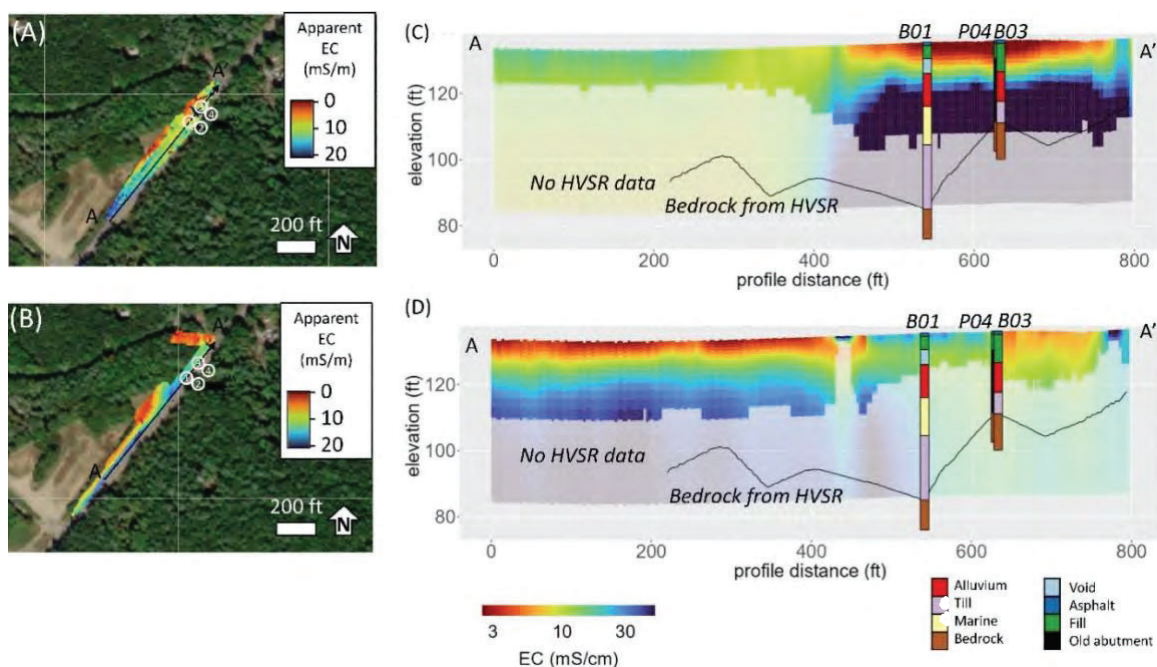 (A)
Apparent
EC
(mS/m)
0
10
20
A'
A
200 ft
N
(B)
Apparent
EC
(mS/m)
0
10
20
A'
A
200 ft
N
(C)
B01 P04 B03
A
A'
elevation (ft)
120
100
80
No HVSR data
Bedrock from HVSR
0 200 400 600 800
profile distance (ft)
(D)
B01 P04 B03
A
A'
elevation (ft)
120
100
80
No HVSR data
Bedrock from HVSR
0 200 400 600 800
profile distance (ft)
3 10 30
EC (mS/cm)
Alluvium
Till
Marine
Bedrock
Void
Asphalt
Fill
Old abutment